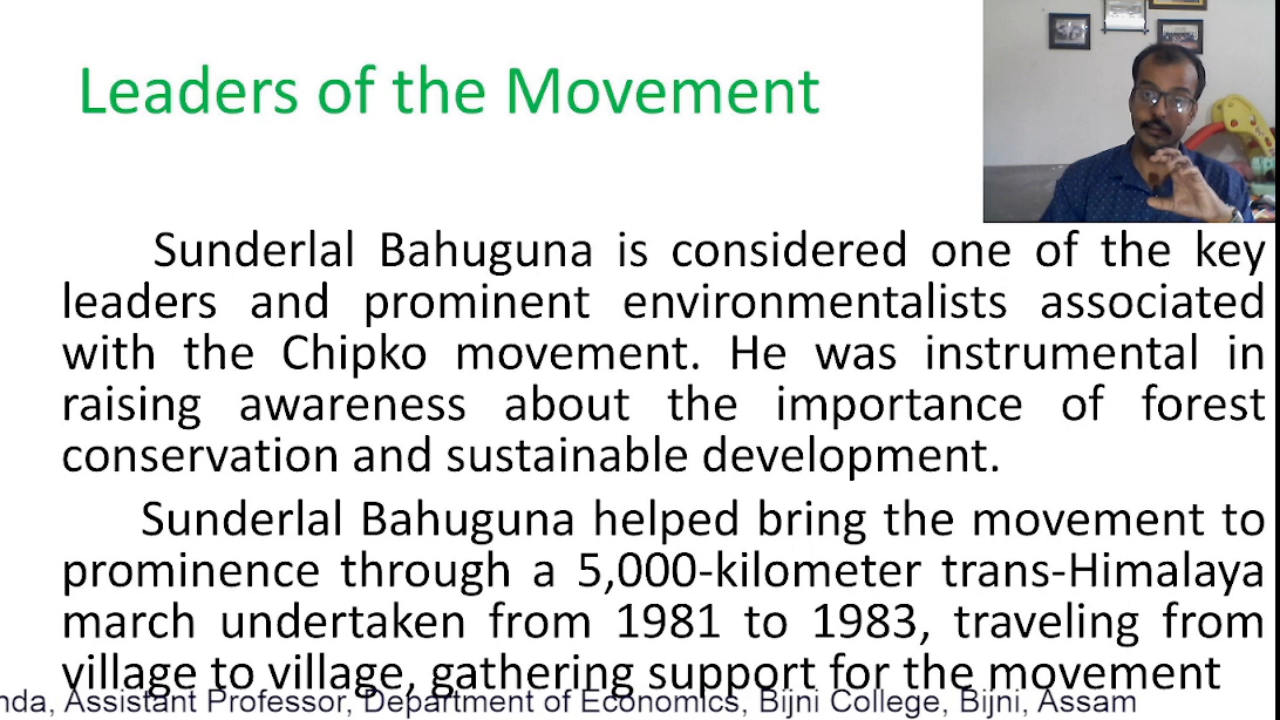 Leaders of the Movement
Sunderlal Bahuguna is considered one of the key
leaders and prominent environmentalists associated
with the Chipko movement. He was instrumental in
raising awareness about the importance of forest
conservation and sustainable development.
Sunderlal Bahuguna helped bring the movement to
prominence through a 5,000-kilometer trans-Himalaya
march undertaken from 1981 to 1983, traveling from
village to village, gathering support for the movement
nda, Assistant Professor, Department of Economics, Bijni College, Bijni, Assam